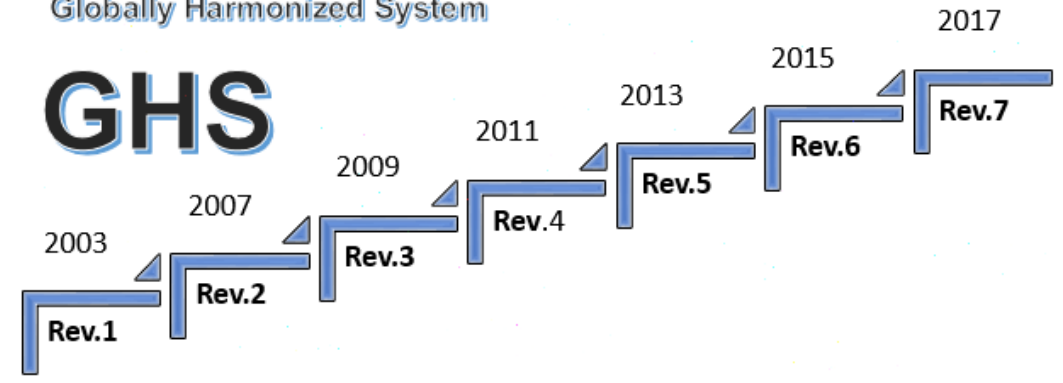 Globally Harmonized System
GHS
2003
Rev.1
2007
Rev.2
2009
Rev.3
2011
Rev.4
2013
Rev.5
2015
Rev.6
2017
Rev.7